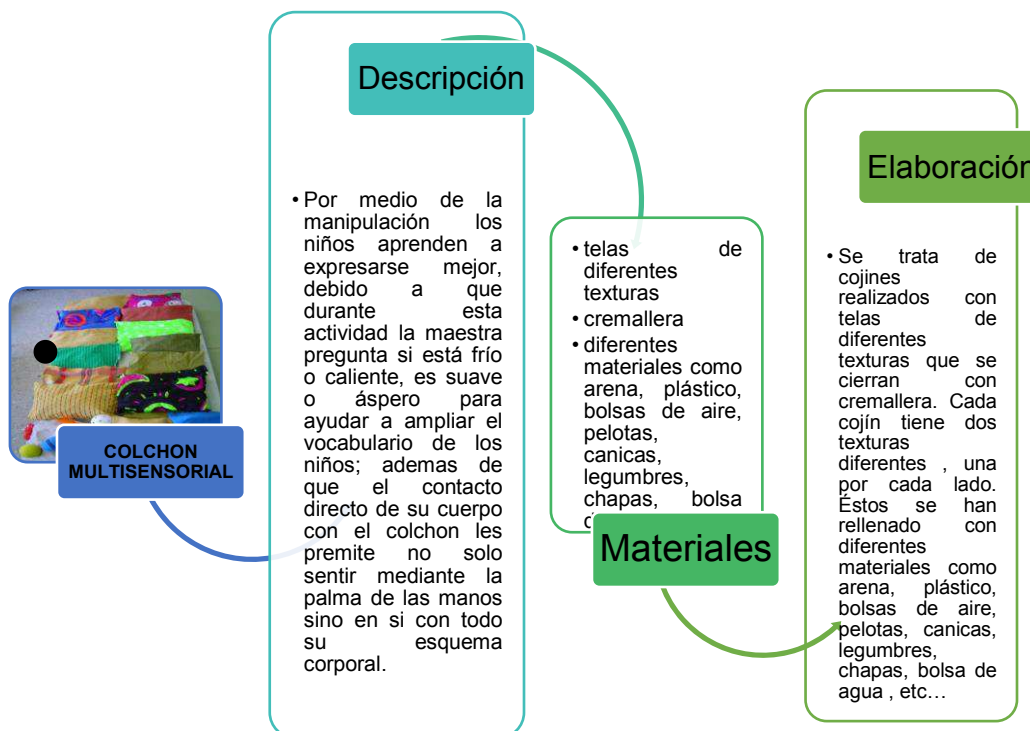 COLCHON
MULTISENSORIAL
Descripción
• Por medio de la
manipulación los
niños aprenden a
expresarse mejor,
debido a que
durante esta
actividad la maestra
pregunta si está frío
o caliente, es suave
o áspero para
ayudar a ampliar el
vocabulario de los
niños; ademas de
que el contacto
directo de su cuerpo
con el colchon les
premite no solo
sentir mediante la
palma de las manos
sino en si con todo
su esquema
corporal.
• telas de
diferentes
texturas
• cremallera
• diferentes
materiales como
arena, plástico,
bolsas de aire,
pelotas,
canicas,
legumbres,
chapas, bolsa
Materiales
Elaboración
• Se trata de
cojines
realizados con
telas de
diferentes
texturas que se
cierran con
cremallera. Cada
cojín tiene dos
texturas
diferentes , una
por cada lado.
Éstos se han
rellenado con
diferentes
materiales como
arena, plástico,
bolsas de aire,
pelotas, canicas,
legumbres,
chapas, bolsa de
agua , etc…